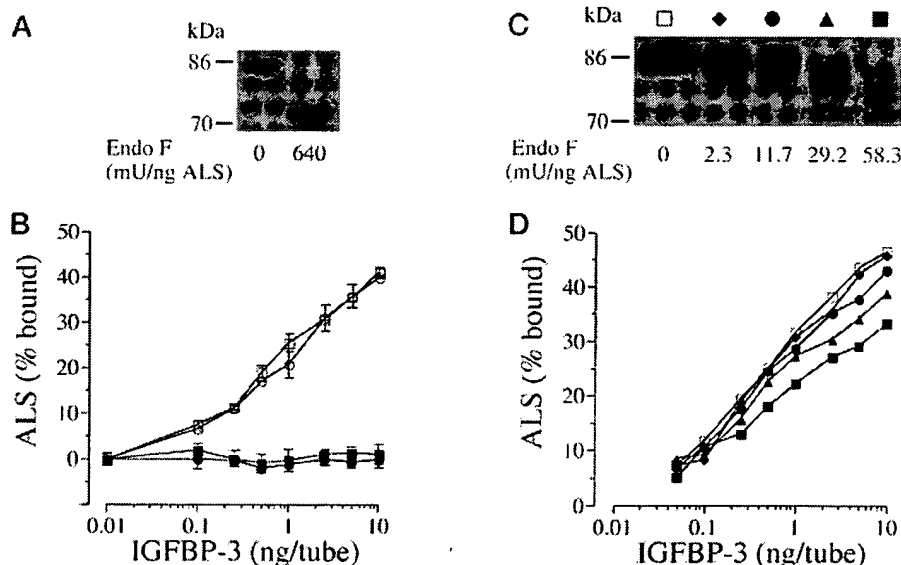 A
kDa
86
70
Endo F 0 640
(mU/ng ALS)
C
kDa
86
70
Endo F 0 2.3 11.7 29.2 58.3
(mU/ng ALS)
B
ALS (% bound)
50
40
30
20
10
0
0.01 0.1 1 10
IGFBP-3 (ng/tube)
D
ALS (% bound)
50
40
30
20
10
0
0.01 0.1 1 10
IGFBP-3 (ng/tube)